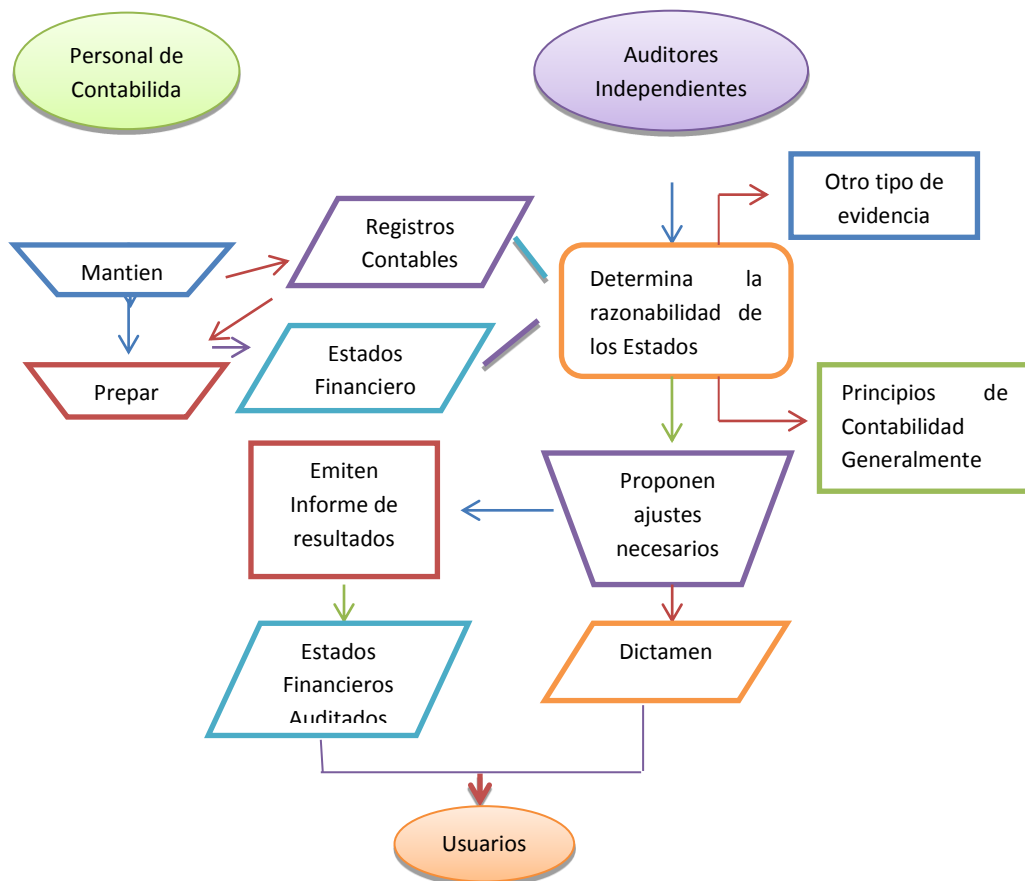 Personal de
Contabilida
Auditores
Independientes
Otro tipo de
evidencia
Registros
Contables
Mantien
Determina la
razonabilidad de
los Estados
Estados
Financiero
Prepar
Principios de
Contabilidad
Generalmente
Emiten
Informe de
resultados
Proponen
ajustes
necesarios
Estados
Financieros
Auditados
Dictamen
Usuarios